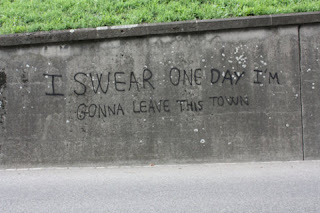 I SWEAR ONE DAY I'M
GONNA LEAVE THIS TOWN